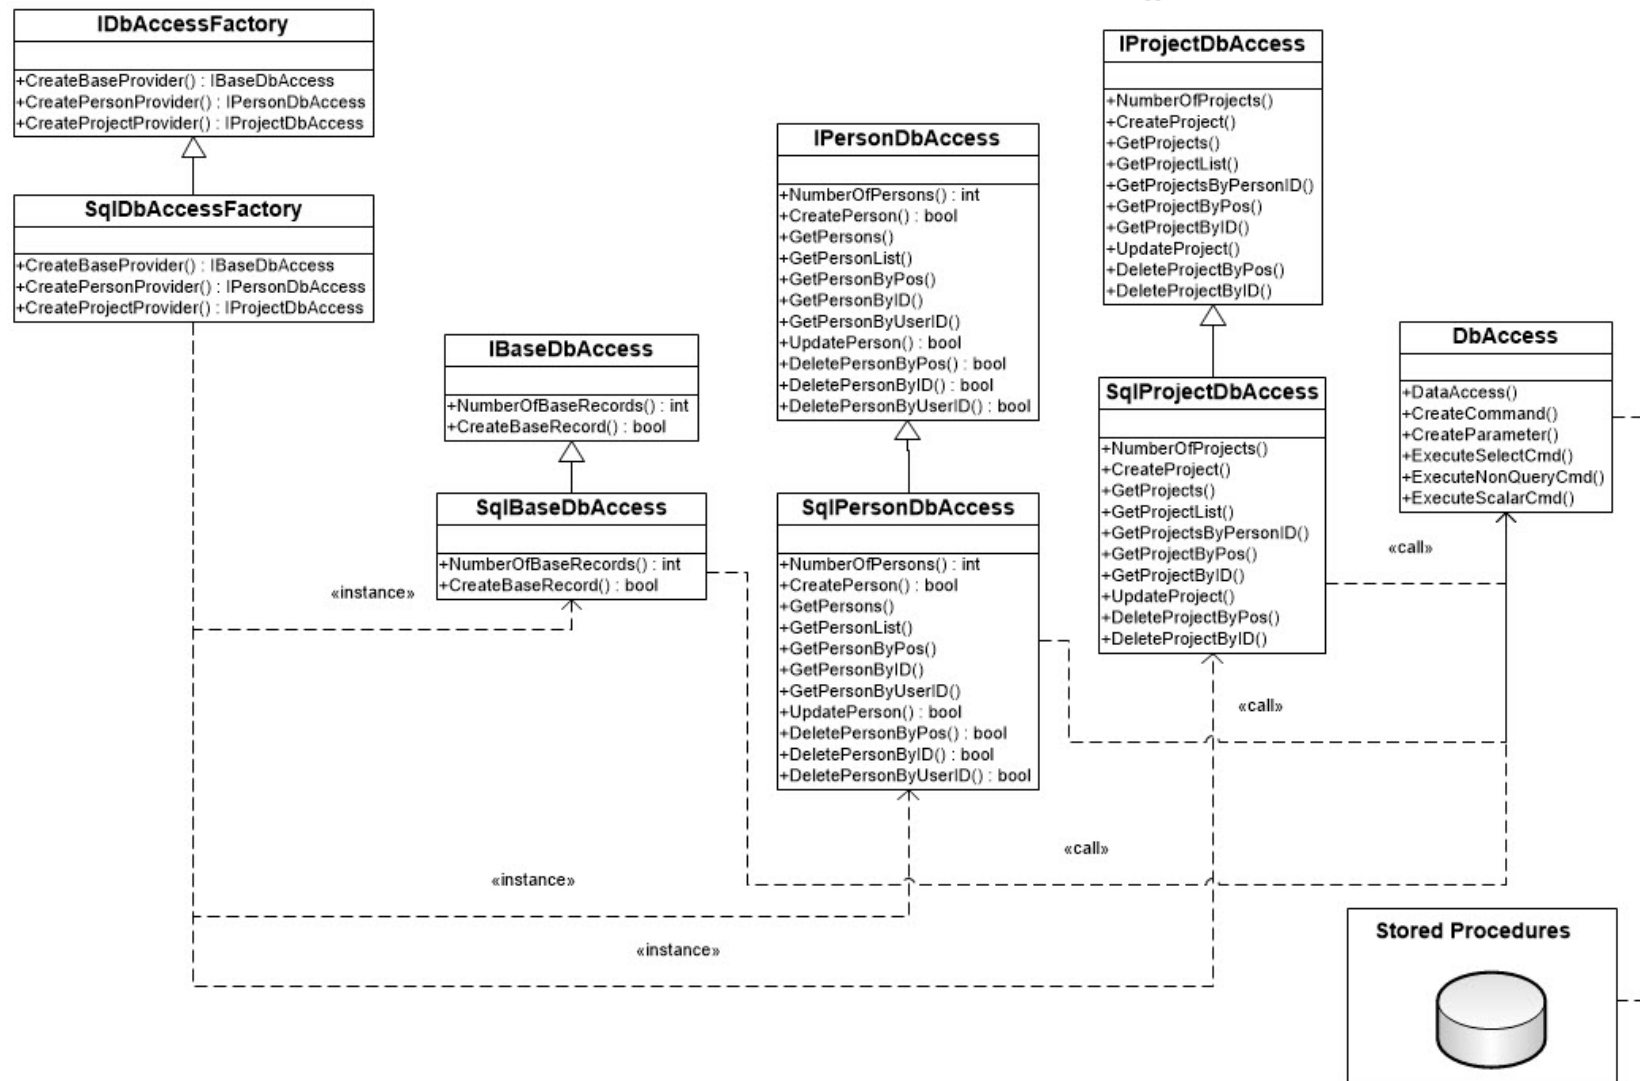 IDbAccessFactory
+CreateBaseProvider() : IBaseDbAccess
+CreatePersonProvider() : IPersonDbAccess
+CreateProjectProvider() : IProjectDbAccess
SqlDbAccessFactory
+CreateBaseProvider() : IBaseDbAccess
+CreatePersonProvider() : IPersonDbAccess
+CreateProjectProvider() : IProjectDbAccess
IBaseDbAccess
+NumberOfBaseRecords() : int
+CreateBaseRecord() : bool
SqlBaseDbAccess
+NumberOfBaseRecords() : int
+CreateBaseRecord() : bool
IPersonDbAccess
+NumberOfPersons() : int
+CreatePerson() : bool
+GetPersons()
+GetPersonList()
+GetPersonByPos()
+GetPersonByID()
+GetPersonByUserID()
+UpdatePerson() : bool
+DeletePersonByPos() : bool
+DeletePersonByID() : bool
+DeletePersonByUserID() : bool
SqlPersonDbAccess
+NumberOfPersons() : int
+CreatePerson() : bool
+GetPersons()
+GetPersonList()
+GetPersonByPos()
+GetPersonByID()
+GetPersonByUserID()
+UpdatePerson() : bool
+DeletePersonByPos() : bool
+DeletePersonByID() : bool
+DeletePersonByUserID() : bool
IProjectDbAccess
+NumberOfProjects()
+CreateProject()
+GetProjects()
+GetProjectList()
+GetProjectsByPersonID()
+GetProjectByPos()
+GetProjectByID()
+UpdateProject()
+DeleteProjectByPos()
+DeleteProjectByID()
SqlProjectDbAccess
+NumberOfProjects()
+CreateProject()
+GetProjects()
+GetProjectList()
+GetProjectsByPersonID()
+GetProjectByPos()
+GetProjectByID()
+UpdateProject()
+DeleteProjectByPos()
+DeleteProjectByID()
DbAccess
+DataAccess()
+CreateCommand()
+CreateParameter()
+ExecuteSelectCmd()
+ExecuteNonQueryCmd()
+ExecuteScalarCmd()
«call»
«instance»
«call»
«call»
«instance»
«instance»
Stored Procedures